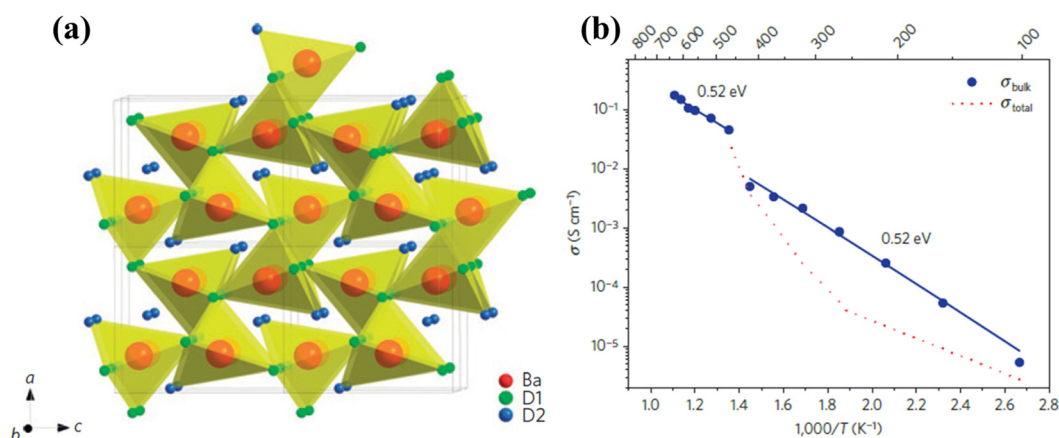 (a)
Ba
D1
D2
a
b
c
(b)
800 700 600 500 400 300 200 100
0.52 eV
σbulk
σtotal
0.52 eV
σ (S cm⁻¹)
10⁻¹
10⁻²
10⁻³
10⁻⁴
10⁻⁵
1.0 1.2 1.4 1.6 1.8 2.0 2.2 2.4 2.6 2.8
1,000/T (K⁻¹)